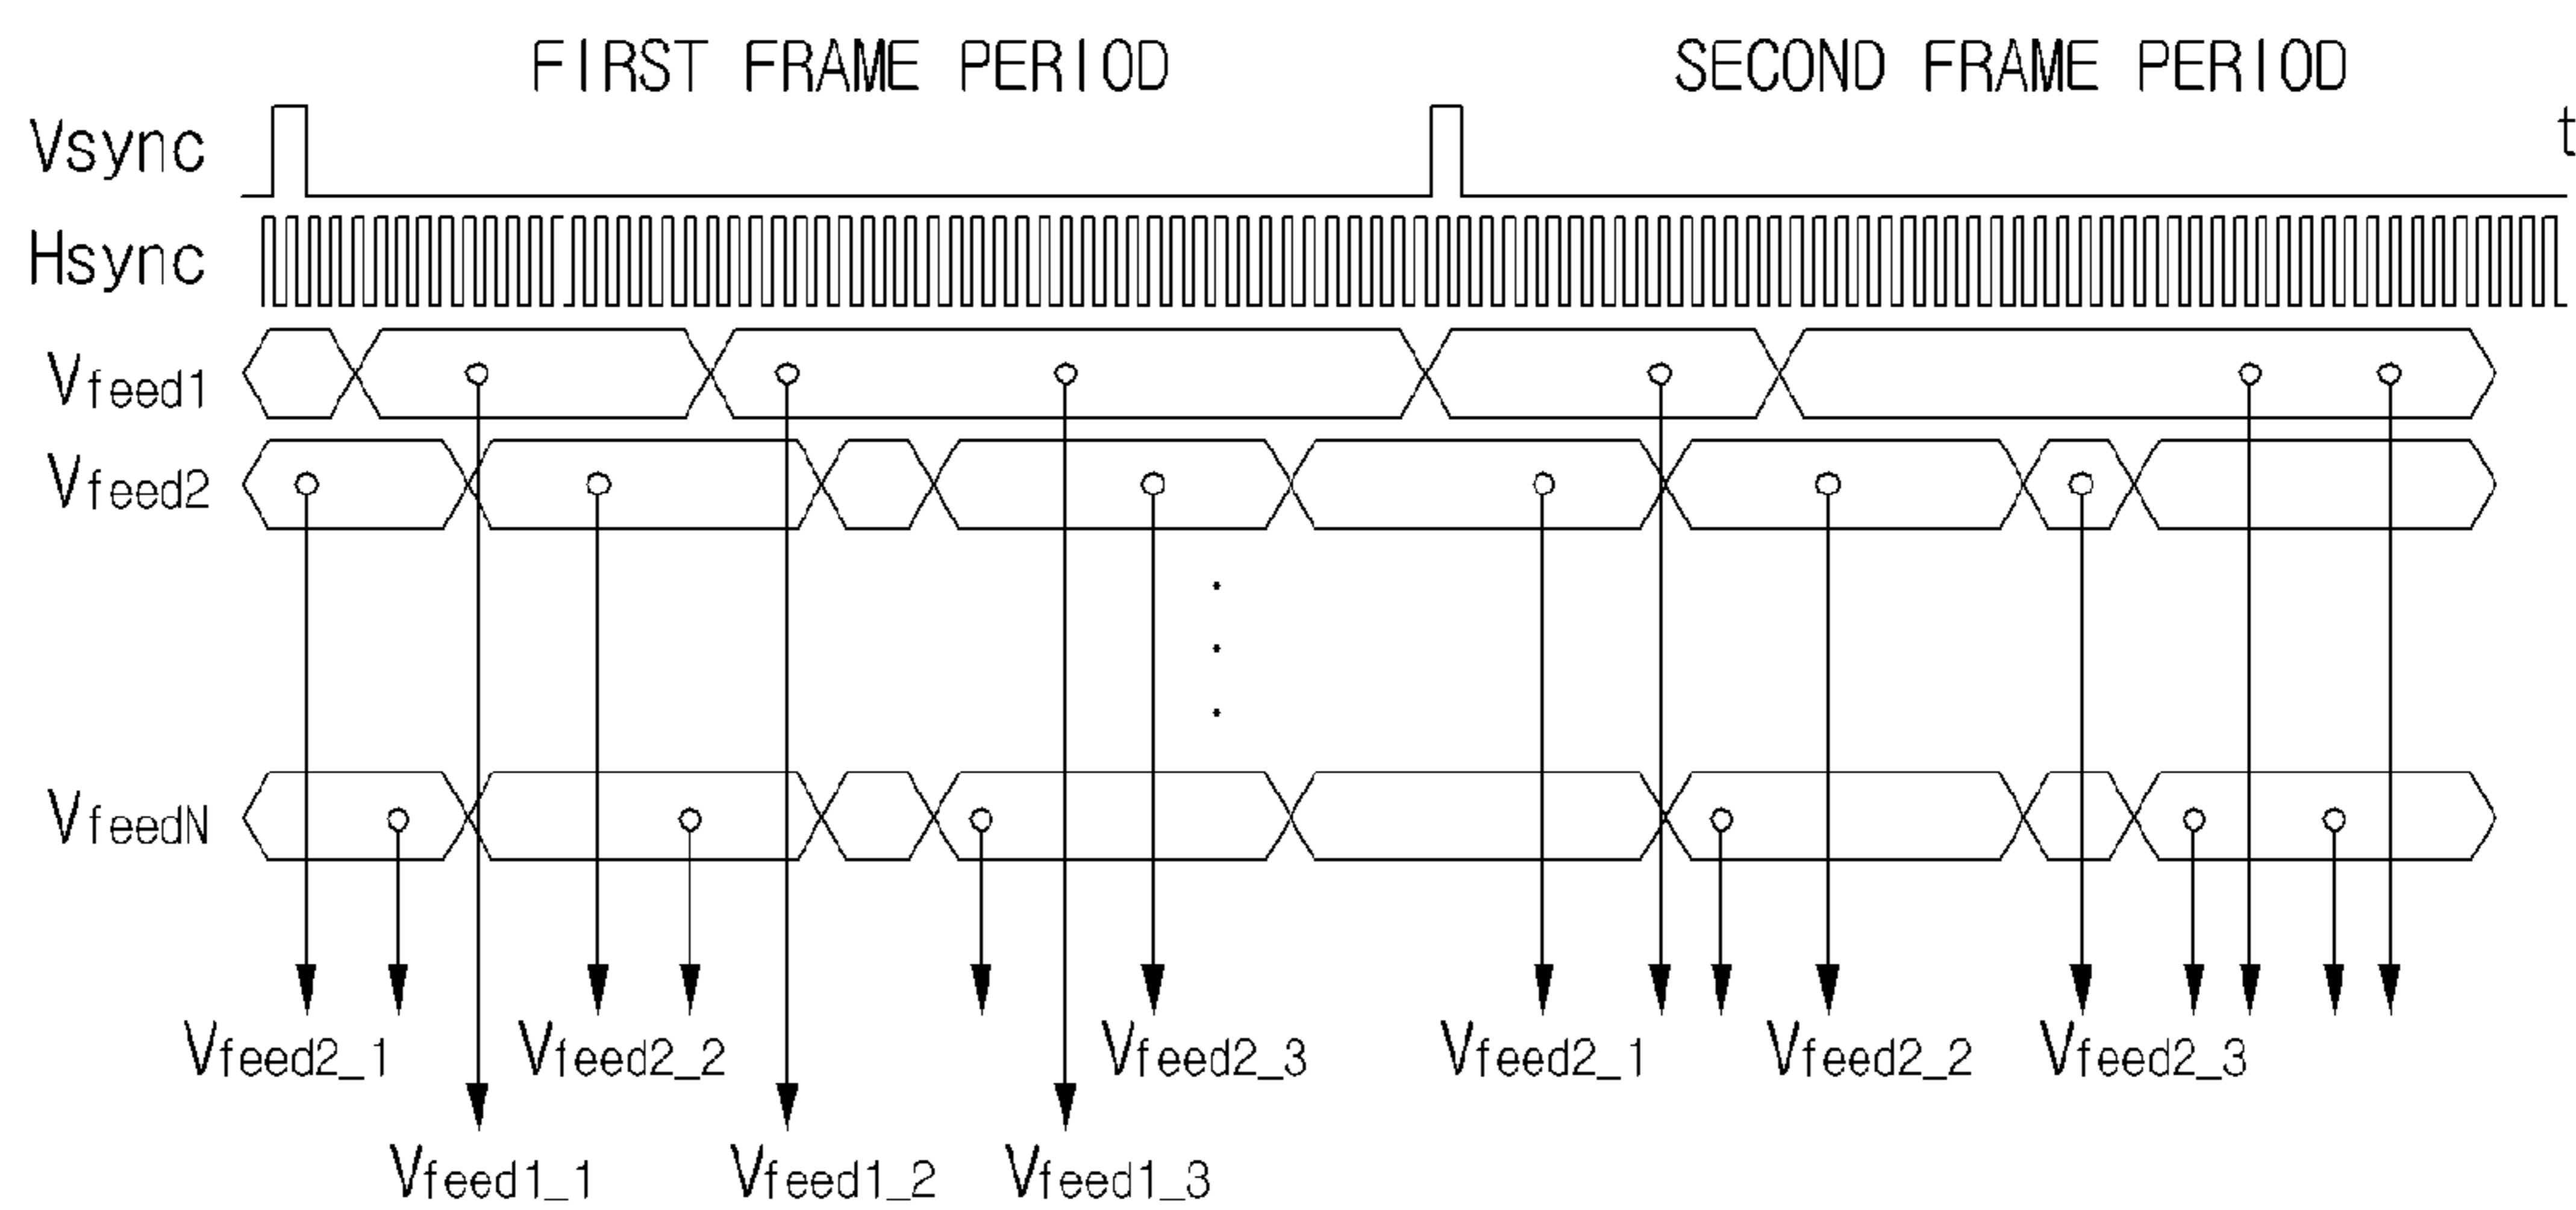 FIRST FRAME PERIOD SECOND FRAME PERIOD
Vsync t
Hsync
Vfeed1
Vfeed2
VfeedN
Vfeed2_1 Vfeed2_2 Vfeed2_3 Vfeed2_1 Vfeed2_2 Vfeed2_3
Vfeed1_1 Vfeed1_2 Vfeed1_3